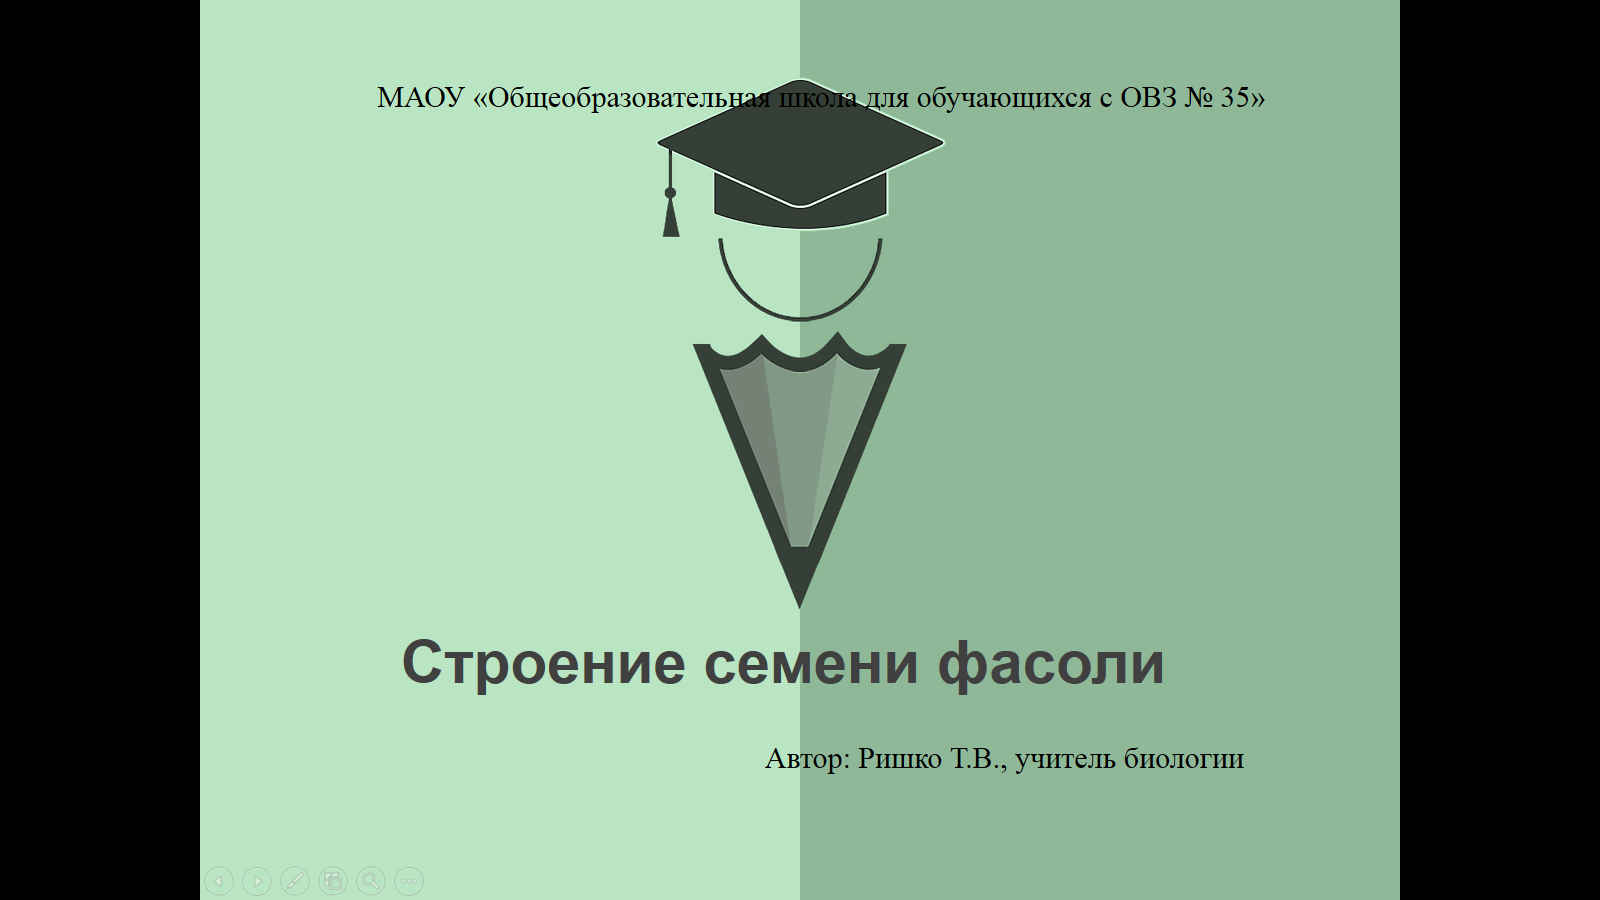 МАОУ «Общеобразовательная школа для обучающихся с ОВЗ № 35»
Строение семени фасоли
Автор: Ришко Т.В., учитель биологии